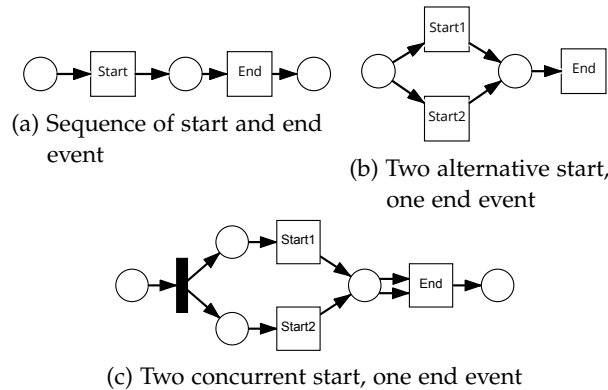 Start
End
(a) Sequence of start and end
event
Start1
Start2
End
(b) Two alternative start,
one end event
Start1
Start2
End
(c) Two concurrent start, one end event